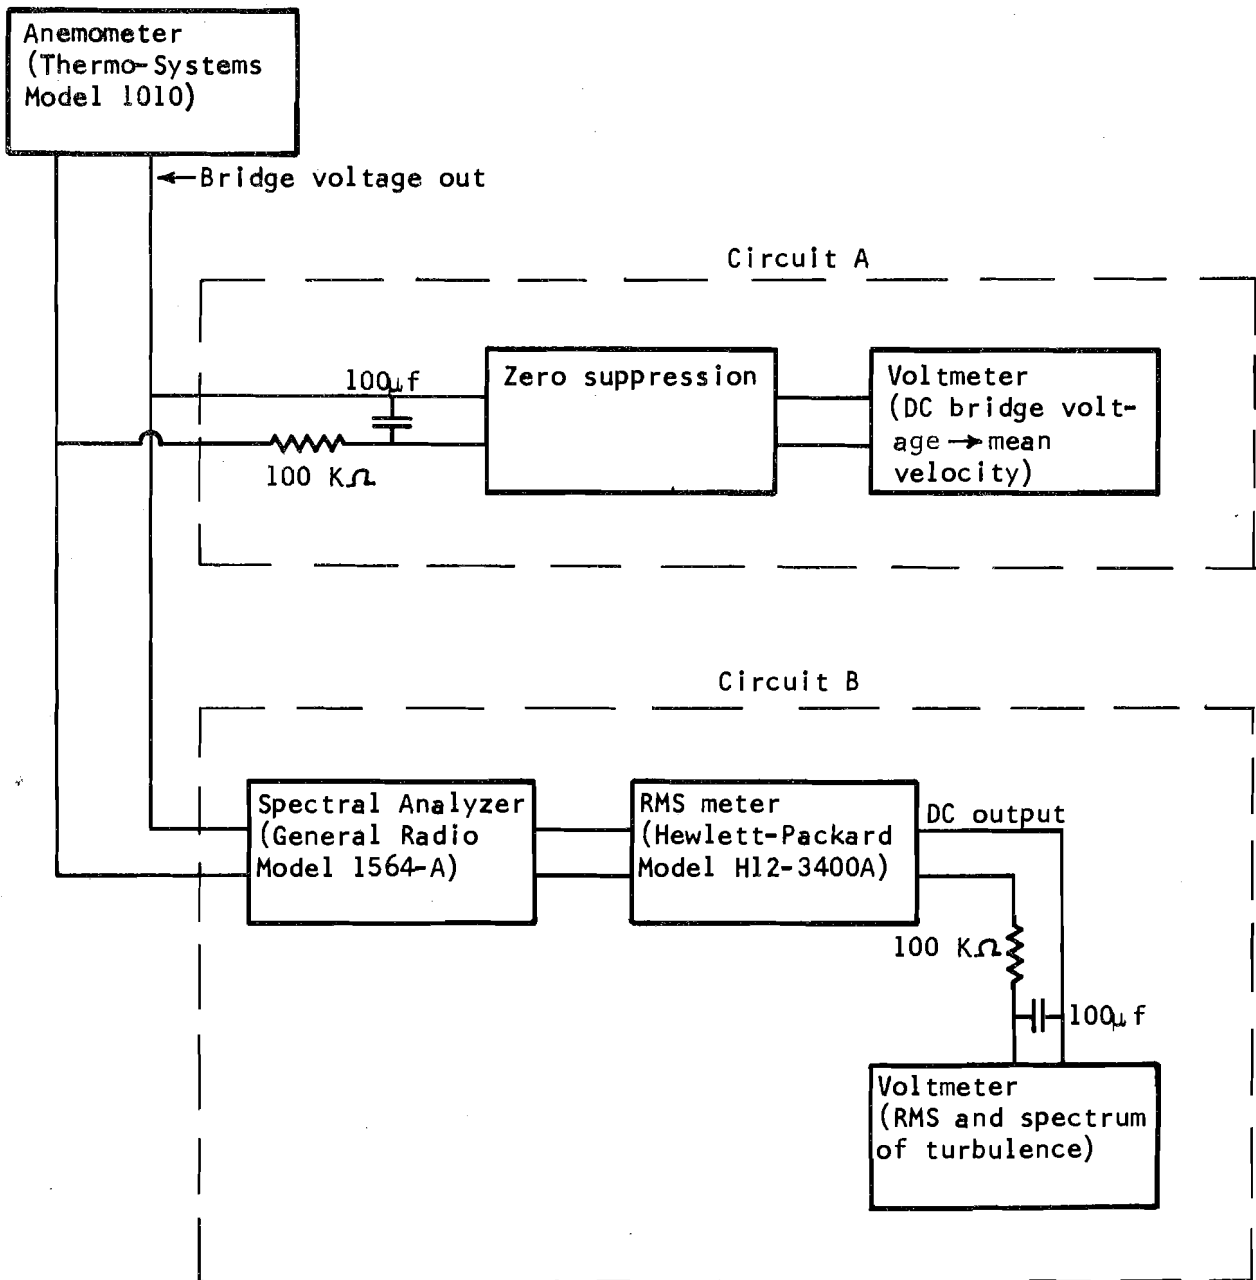 Anemometer
(Thermo-Systems
Model 1010)
←Bridge voltage out
Circuit A
100μf
100 KΩ
Zero suppression
Voltmeter
(DC bridge volt-
age → mean
velocity)
Circuit B
Spectral Analyzer
(General Radio
Model 1564-A)
RMS meter
(Hewlett-Packard
Model H12-3400A)
DC output
100 KΩ
100μf
Voltmeter
(RMS and spectrum
of turbulence)